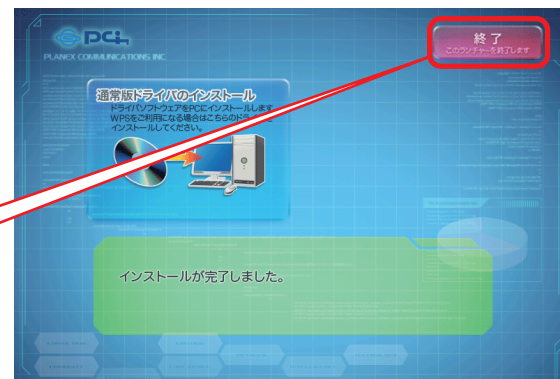 PCi
PLANEX COMMUNICATIONS INC.
終了
このランチャーを終了します
通常版ドライバのインストール
ドライバソフトウェアをPCにインストールします
WPSをご利用になる場合はこちらのドライ
インストールしてください。
インストールが完了しました。